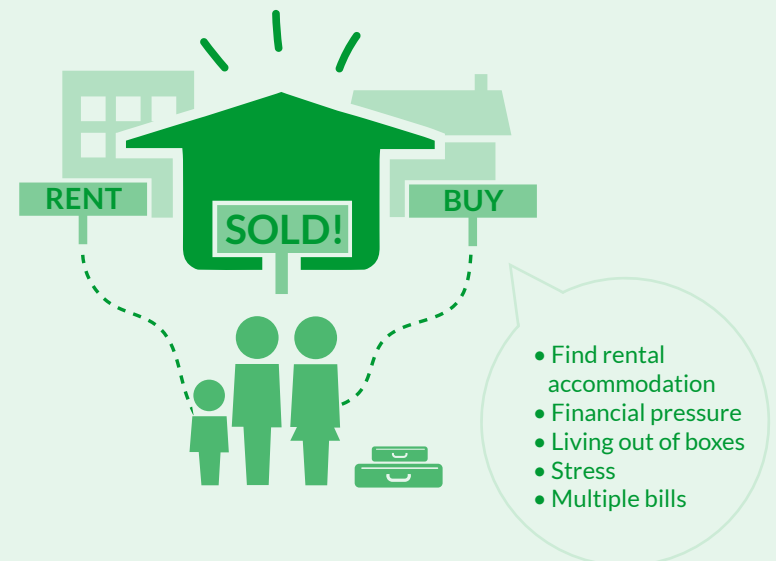 RENT
SOLD!
BUY
• Find rental
accommodation
• Financial pressure
• Living out of boxes
• Stress
• Multiple bills